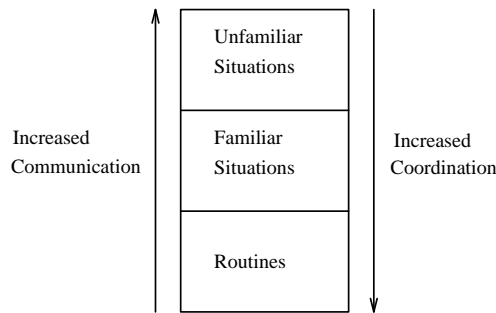 Unfamiliar
Situations
Increased
Communication
Familiar
Situations
Increased
Coordination
Routines